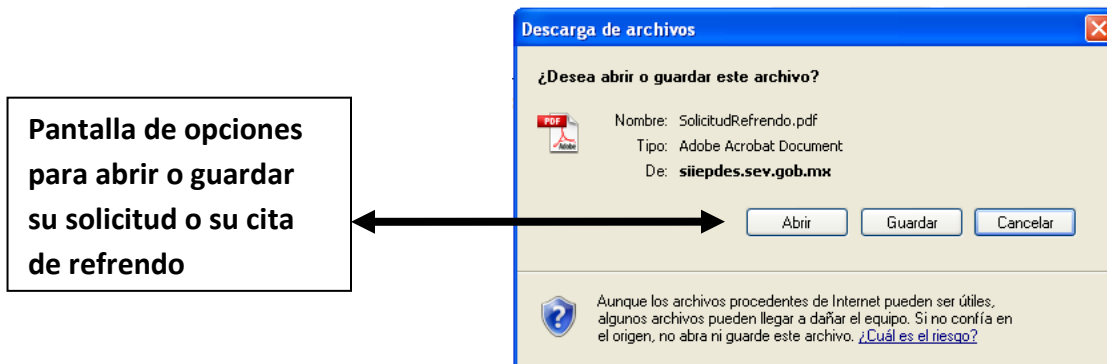 Descarga de archivos
¿Desea abrir o guardar este archivo?
PDF
Adobe
Nombre: SolicitudRefrendo.pdf
Tipo: Adobe Acrobat Document
De: siiepdes.sev.gob.mx
Pantalla de opciones
para abrir o guardar
su solicitud o su cita
de refrendo
Abrir Guardar Cancelar
Aunque los archivos procedentes de Internet pueden ser útiles,
algunos archivos pueden llegar a dañar el equipo. Si no confía en
el origen, no abra ni guarde este archivo. ¿Cuál es el riesgo?